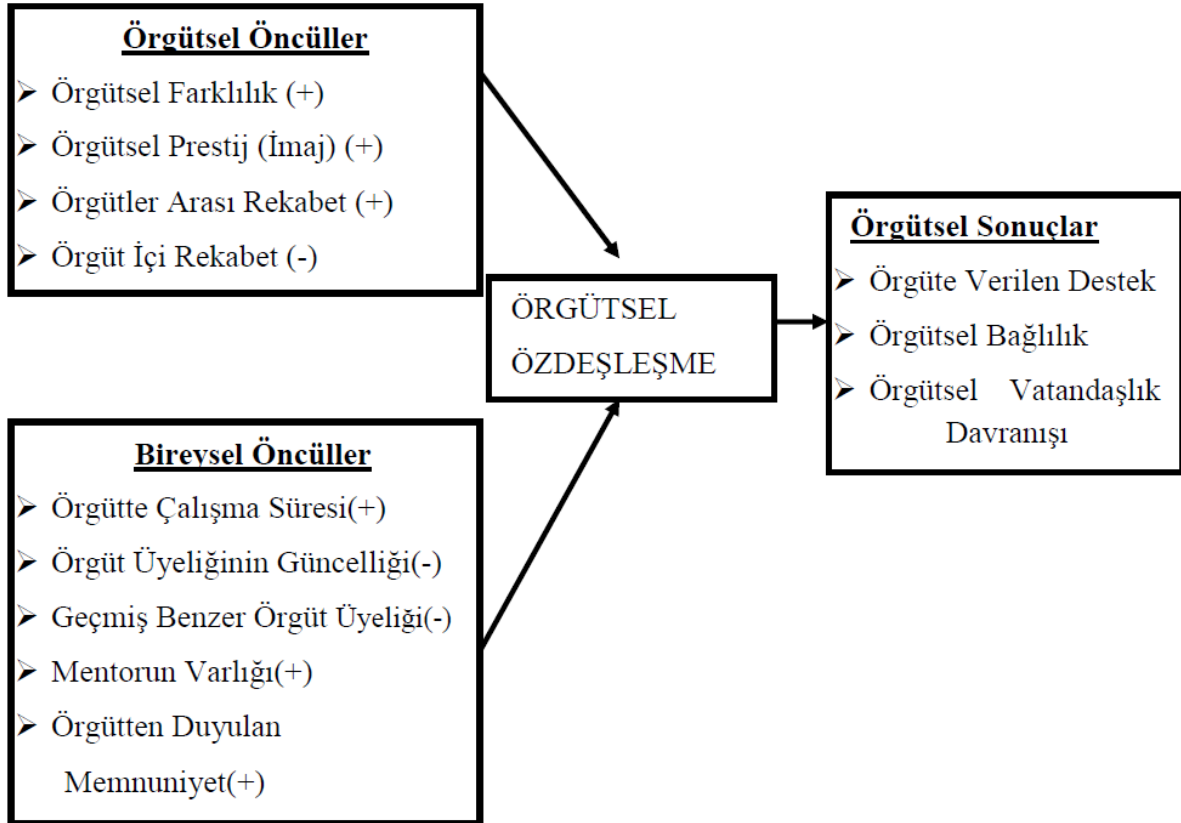 Örgütsel Öncüller
➢ Örgütsel Farklılık (+)
➢ Örgütsel Prestij (İmaj) (+)
➢ Örgütler Arası Rekabet (+)
➢ Örgüt İçi Rekabet (-)
Bireysel Öncüller
➢ Örgütte Çalışma Süresi(+)
➢ Örgüt Üyeliğinin Güncelliği(-)
➢ Geçmiş Benzer Örgüt Üyeliği(-)
➢ Mentorun Varlığı(+)
➢ Örgütten Duyulan
Memnuniyet(+)
ÖRGÜTSEL
ÖZDEŞLEŞME
Örgütsel Sonuçlar
➢ Örgüte Verilen Destek
➢ Örgütsel Bağlılık
➢ Örgütsel Vatandaşlık
Davranışı